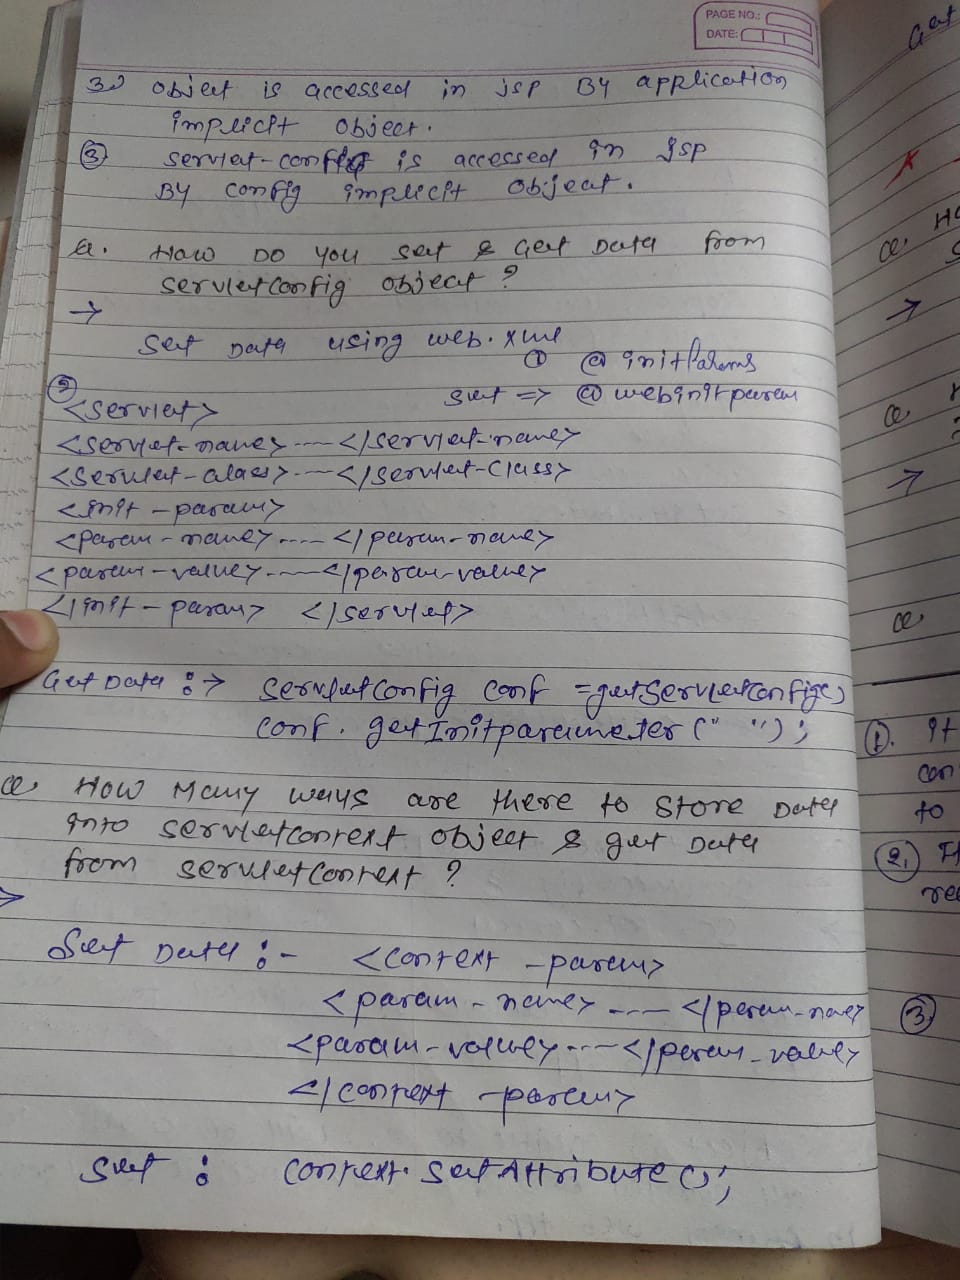 PAGE NO.:
DATE:
3) object is accessed in jsp By application
implicit object.
③ servlet-config is accessed in jsp
By config implicit object.
Q. How Do you set & Get Data from
servletconfig object?
→
Set Data using web.xml
① @initParams
② set => @webinitparam
<servlet>
<servlet-name> ---- </servlet-name>
<servlet-class> ---- </servlet-class>
<init-param>
<param-name> ---- </param-name>
<param-value> ---- </param-value>
</init-param> </servlet>
Get Data :→ servletconfig conf = getServletconfig()
conf. getInitparameter (" ");
Q. How Many ways are there to store Data
into servletcontext object & get Data
from servletcontext?
→
Set Data :- <context-param>
<param-name> ---- </param-name>
<param-value> ---- </param-value>
</context-param>
Set : context. setAttribute();
Get
Q. Ho
→
Q.
→
Q
①. It
con
to
②.
③